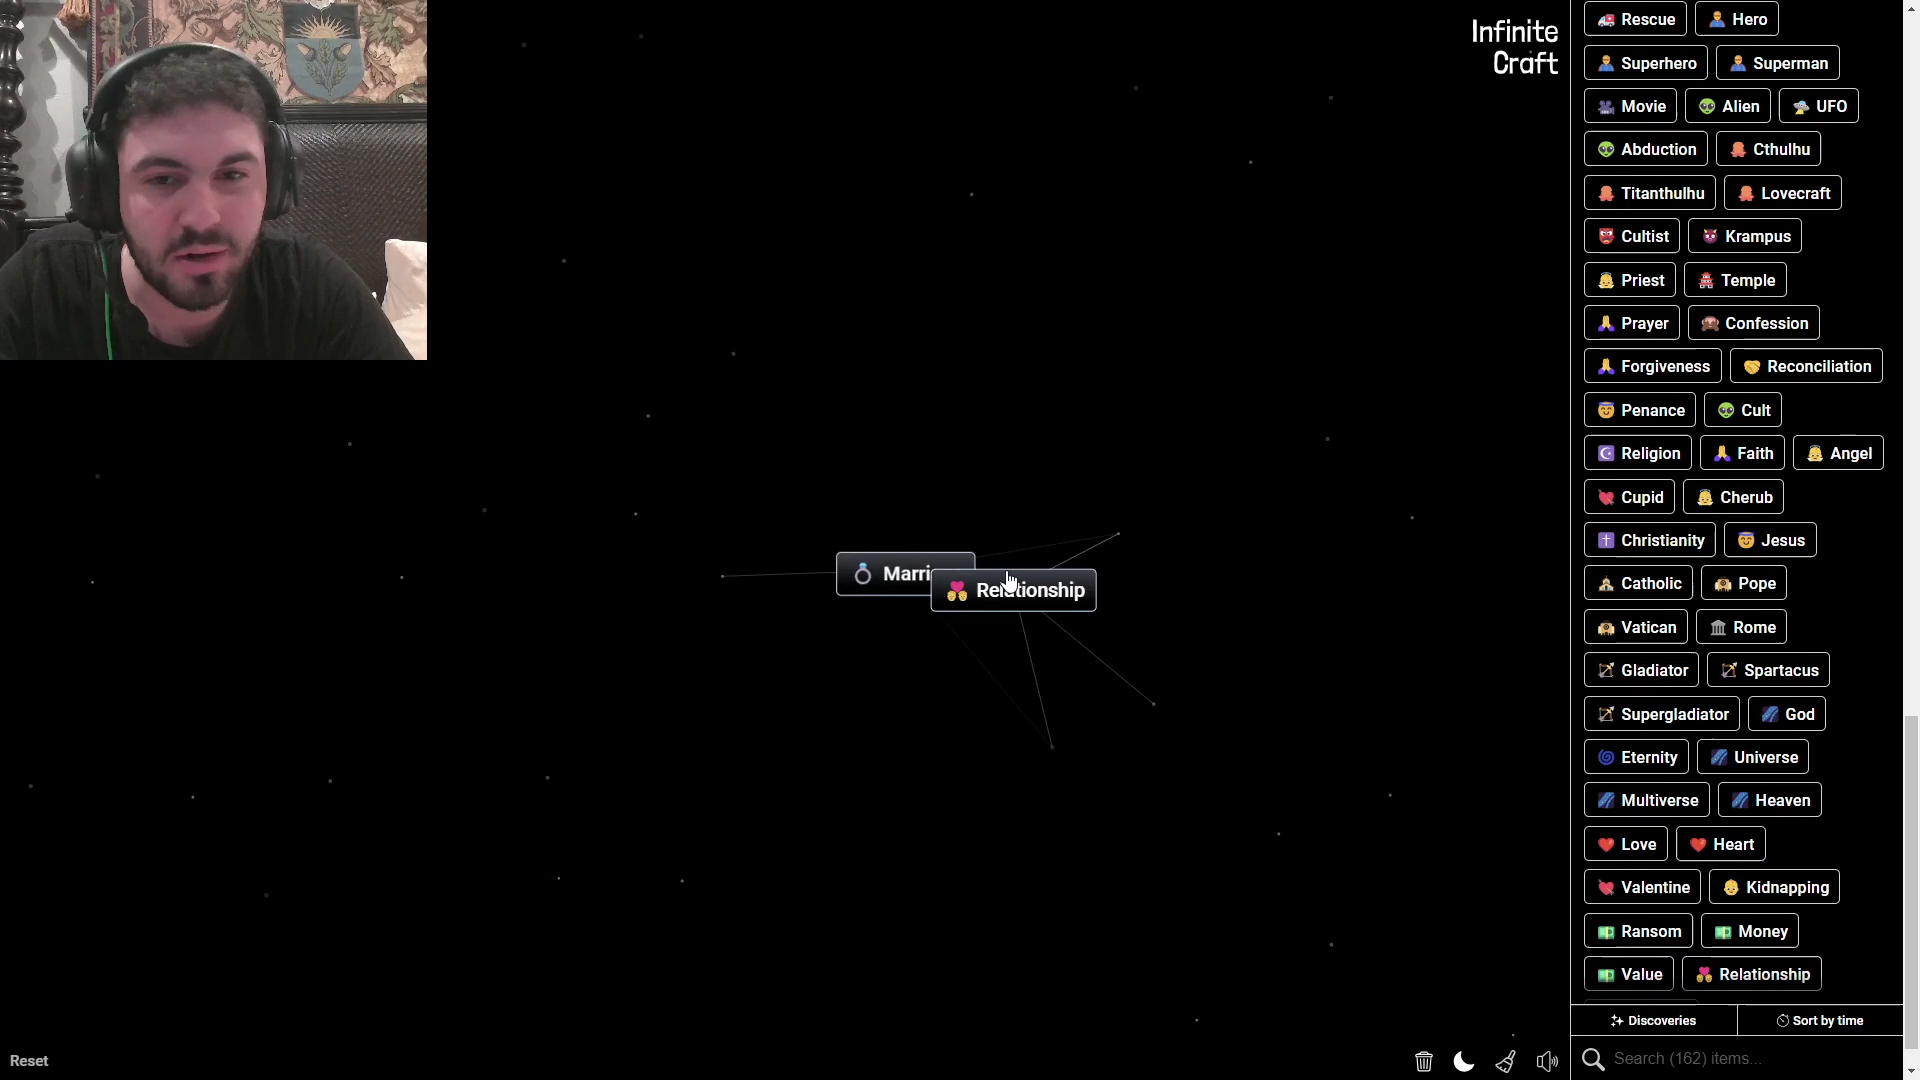 Infinite
Craft
Marri
Relationship
Rescue Hero
Superhero Superman
Movie Alien UFO
Abduction Cthulhu
Titanthulhu Lovecraft
Cultist Krampus
Priest Temple
Prayer Confession
Forgiveness Reconciliation
Penance Cult
Religion Faith Angel
Cupid Cherub
Christianity Jesus
Catholic Pope
Vatican Rome
Gladiator Spartacus
Supergladiator God
Eternity Universe
Multiverse Heaven
Love Heart
Valentine Kidnapping
Ransom Money
Value Relationship
Discoveries Sort by time
Search (162) items...
Reset